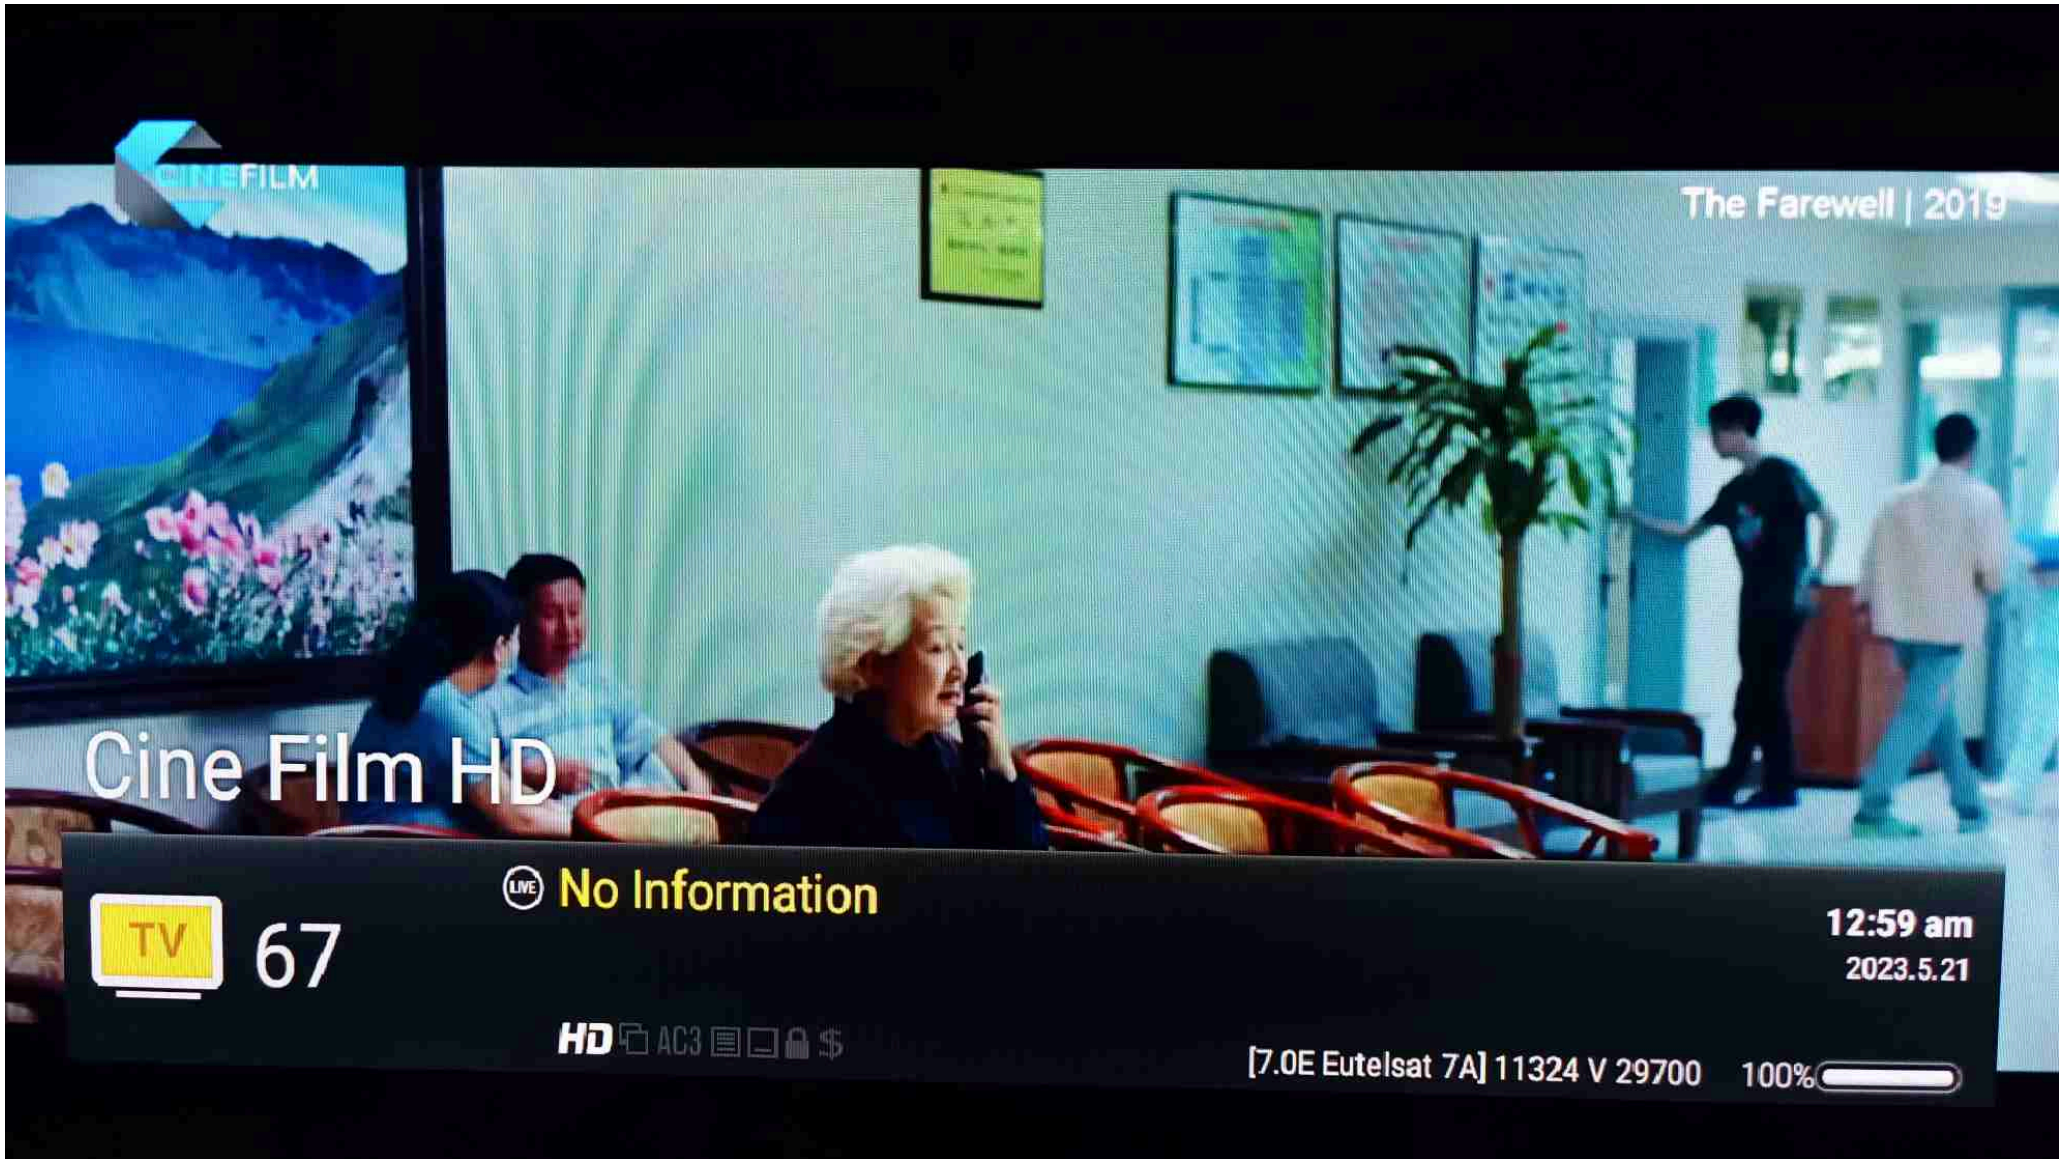 CINEFILM
The Farewell | 2019
Cine Film HD
LIVE No Information
TV 67
12:59 am
2023.5.21
HD AC3 $
[7.0E Eutelsat 7A] 11324 V 29700 100%